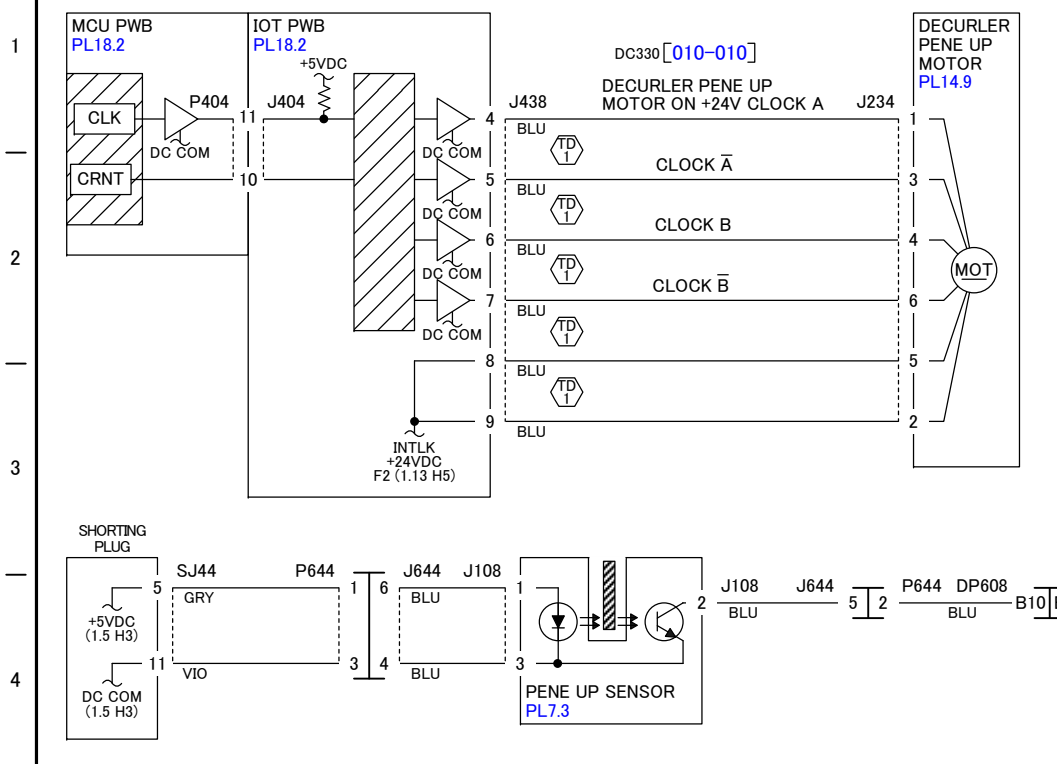 1
2
3
4
MCU PWB
PL18.2
IOT PWB
PL18.2
+5VDC
CLK
CRNT
P404
11
J404
10
DC COM
DC COM
DC COM
DC COM
DC COM
4
5
6
7
8
9
INTLK
+24VDC
F2 (1.13 H5)
J438
BLU
BLU
BLU
BLU
BLU
BLU
TD
1
TD
1
TD
1
TD
1
TD
1
DC330 [010-010]
DECURLER PENE UP
MOTOR ON +24V CLOCK A
CLOCK A̅
CLOCK B
CLOCK B̅
J234
1
3
4
6
5
2
DECURLER
PENE UP
MOTOR
PL14.9
MOT
SHORTING
PLUG
+5VDC
(1.5 H3)
DC COM
(1.5 H3)
5
11
SJ44
GRY
VIO
P644
1
3
6
4
J644
BLU
BLU
J108
1
3
PENE UP SENSOR
PL7.3
2
J108
BLU
J644
5
2
P644
DP608
BLU
B10